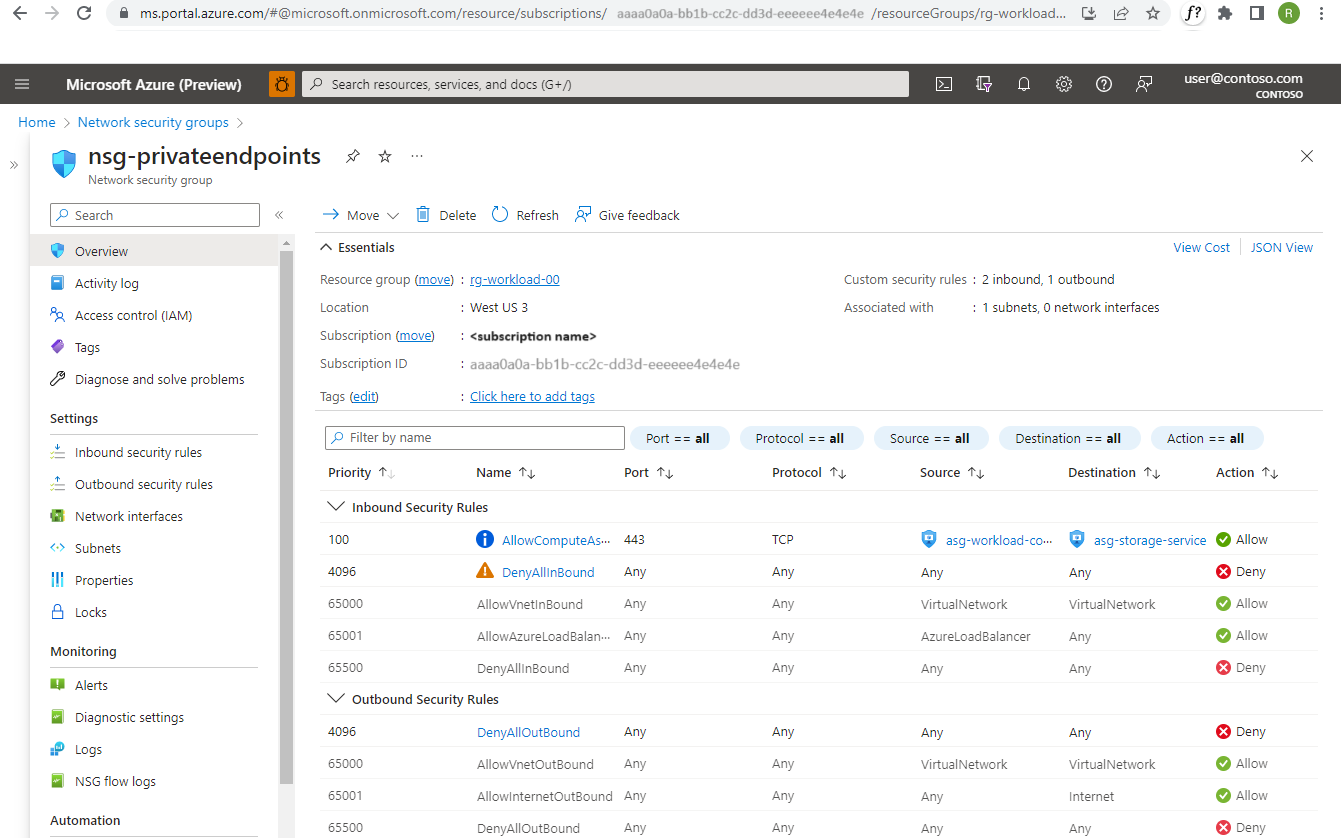 ms.portal.azure.com/#@microsoft.onmicrosoft.com/resource/subscriptions/ aaaa0a0a-bb1b-cc2c-dd3d-eeeeee4e4e4e /resourceGroups/rg-workload... f? R
Microsoft Azure (Preview) Search resources, services, and docs (G+/) user@contoso.com
CONTOSO
Home > Network security groups >
nsg-privateendpoints ...
Network security group
Search «
Move Delete Refresh Give feedback
Overview
Activity log
Access control (IAM)
Tags
Diagnose and solve problems
Settings
Inbound security rules
Outbound security rules
Network interfaces
Subnets
Properties
Locks
Monitoring
Alerts
Diagnostic settings
Logs
NSG flow logs
Automation
Essentials View Cost JSON View
Resource group (move) : rg-workload-00 Custom security rules : 2 inbound, 1 outbound
Location : West US 3 Associated with : 1 subnets, 0 network interfaces
Subscription (move) : <subscription name>
Subscription ID : aaaa0a0a-bb1b-cc2c-dd3d-eeeeee4e4e4e
Tags (edit) : Click here to add tags
Filter by name Port == all Protocol == all Source == all Destination == all Action == all
Priority Name Port Protocol Source Destination Action
Inbound Security Rules
100 AllowComputeAs... 443 TCP asg-workload-co... asg-storage-service Allow
4096 DenyAllInBound Any Any Any Any Deny
65000 AllowVnetInBound Any Any VirtualNetwork VirtualNetwork Allow
65001 AllowAzureLoadBalan... Any Any AzureLoadBalancer Any Allow
65500 DenyAllInBound Any Any Any Any Deny
Outbound Security Rules
4096 DenyAllOutBound Any Any Any Any Deny
65000 AllowVnetOutBound Any Any VirtualNetwork VirtualNetwork Allow
65001 AllowInternetOutBound Any Any Any Internet Allow
65500 DenyAllOutBound Any Any Any Any Deny